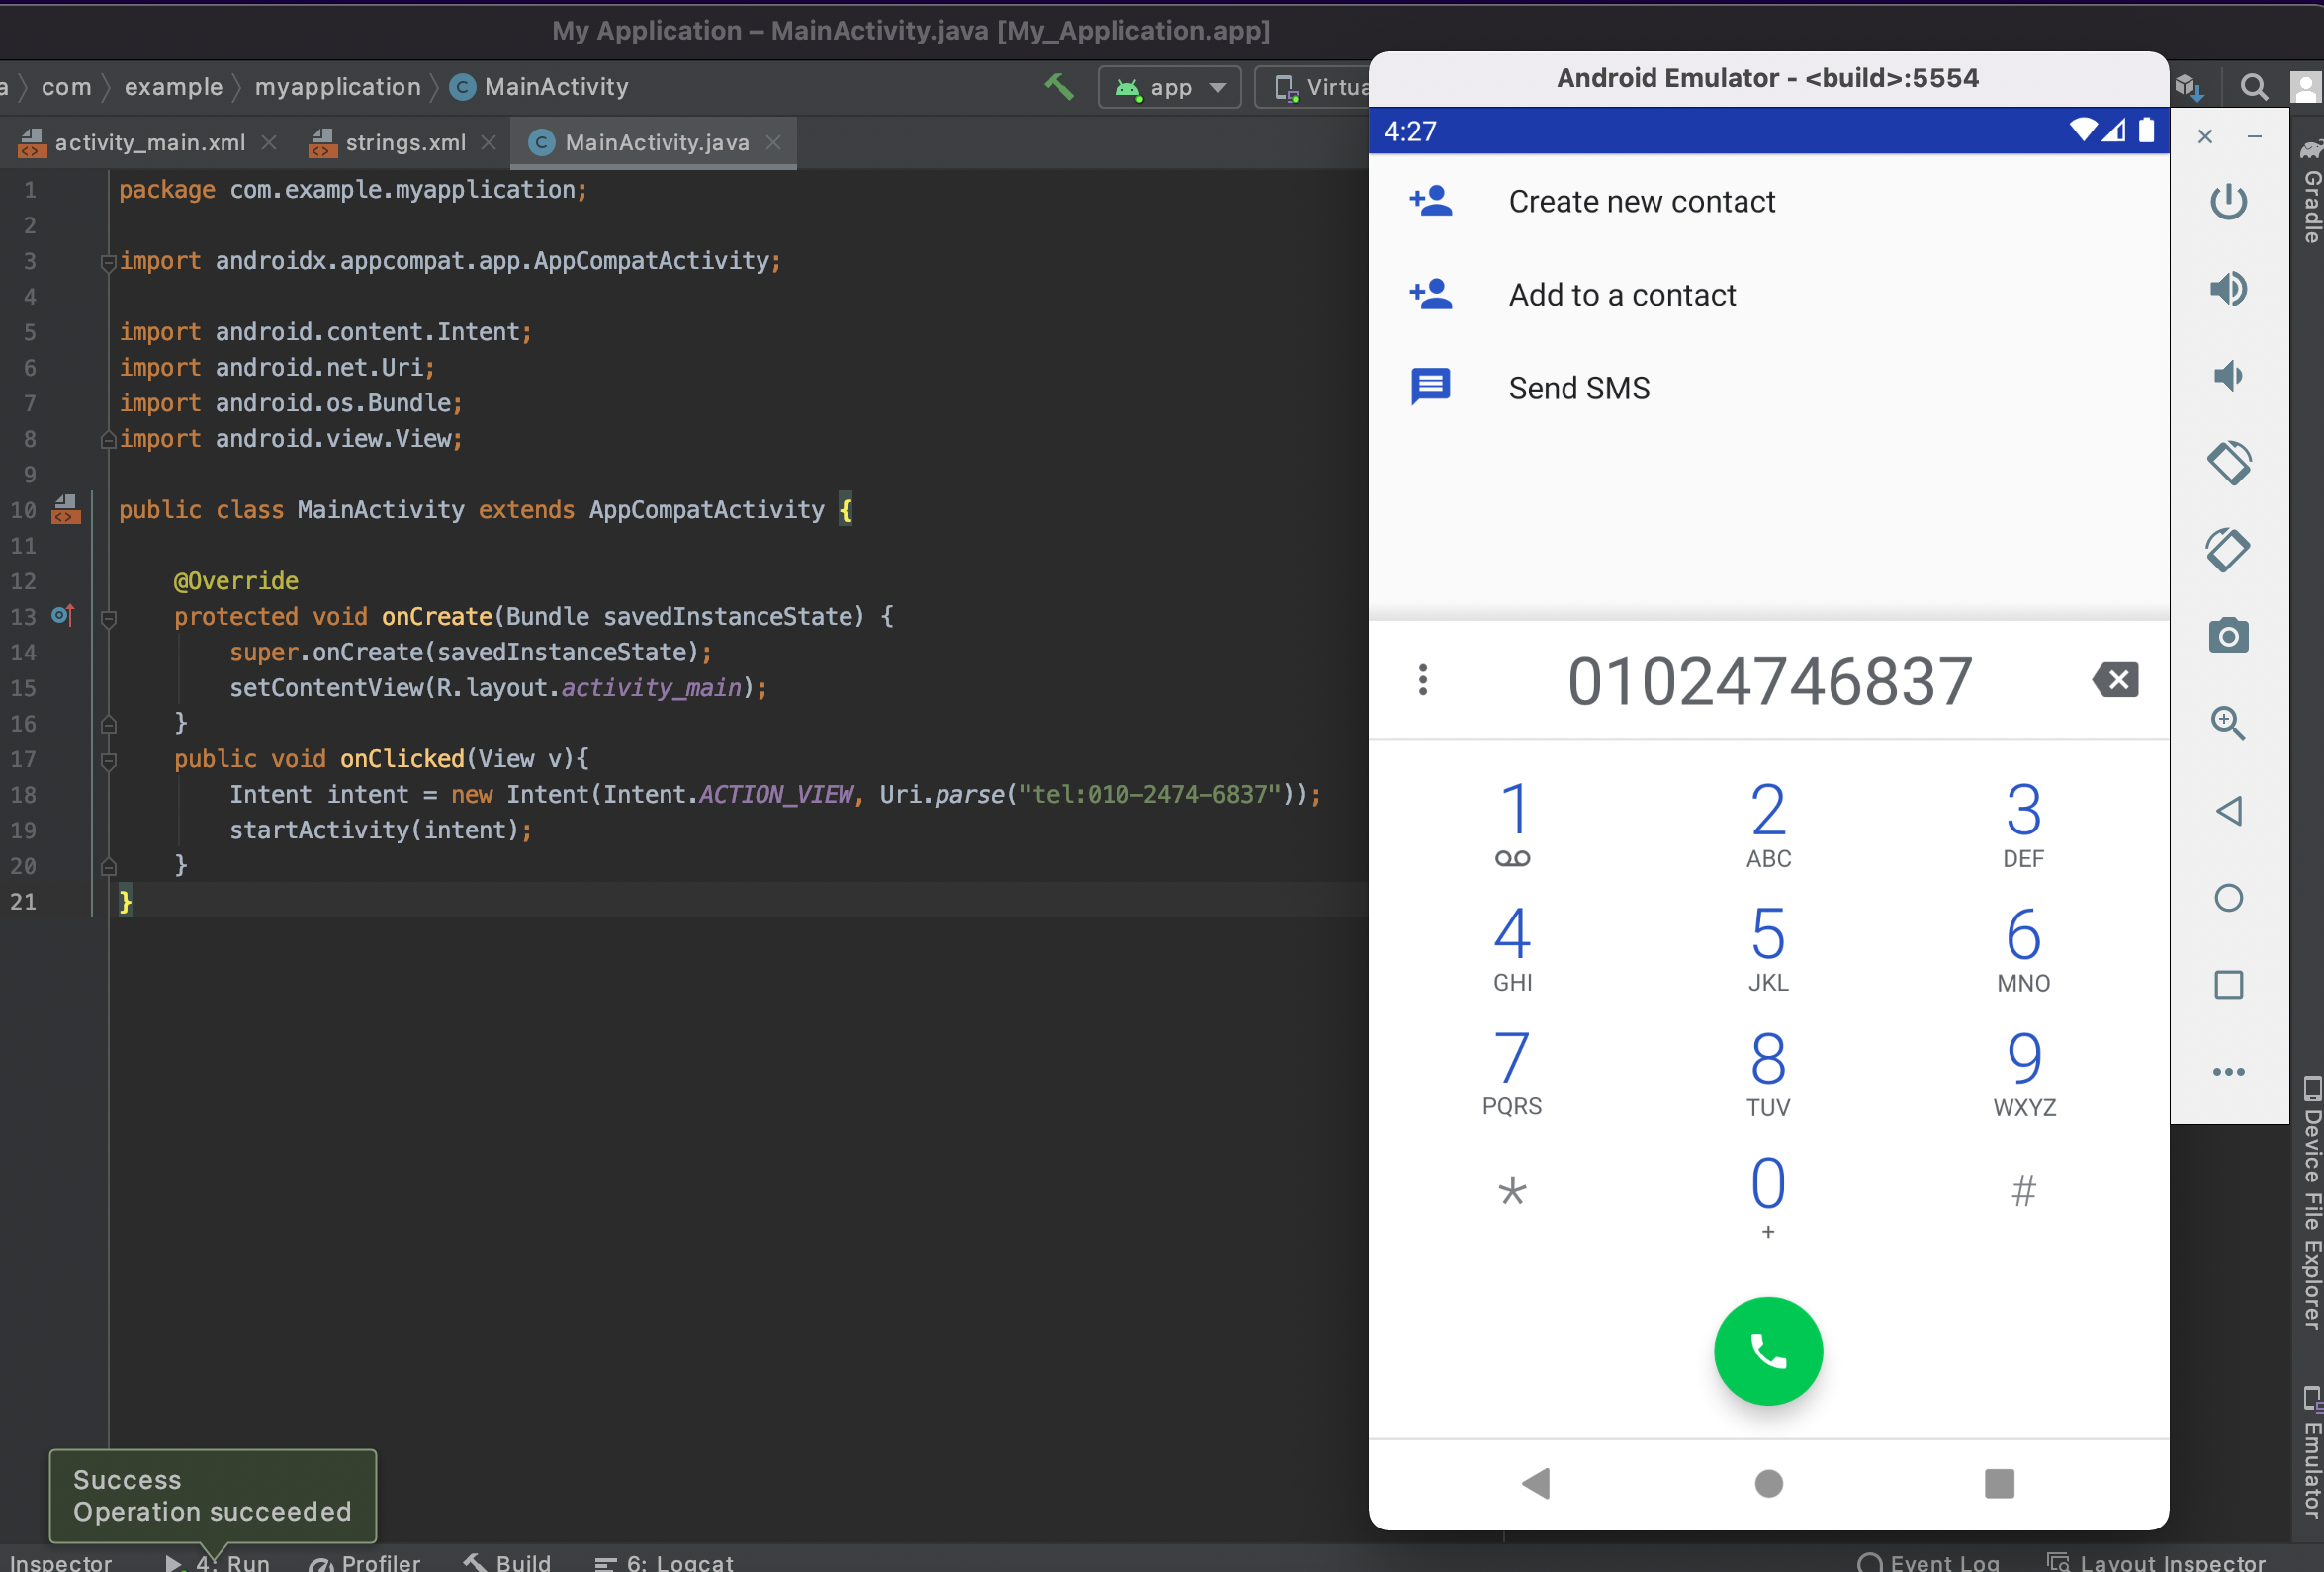 My Application – MainActivity.java [My_Application.app]
a com example myapplication C MainActivity
app
Virtua
activity_main.xml
strings.xml
C MainActivity.java
1 package com.example.myapplication;
2
3 import androidx.appcompat.app.AppCompatActivity;
4
5 import android.content.Intent;
6 import android.net.Uri;
7 import android.os.Bundle;
8 import android.view.View;
9
10 public class MainActivity extends AppCompatActivity {
11
12 @Override
13 protected void onCreate(Bundle savedInstanceState) {
14 super.onCreate(savedInstanceState);
15 setContentView(R.layout.activity_main);
16 }
17 public void onClicked(View v){
18 Intent intent = new Intent(Intent.ACTION_VIEW, Uri.parse("tel:010-2474-6837"));
19 startActivity(intent);
20 }
21 }
Success
Operation succeeded
Inspector
4: Run
Profiler
Build
6: Logcat
Event Log
Layout Inspector
Android Emulator - <build>:5554
4:27
Create new contact
Add to a contact
Send SMS
01024746837
1 2 3
ABC DEF
4 5 6
GHI JKL MNO
7 8 9
PQRS TUV WXYZ
* 0 #
+
Gradle
Device File Explorer
Emulator